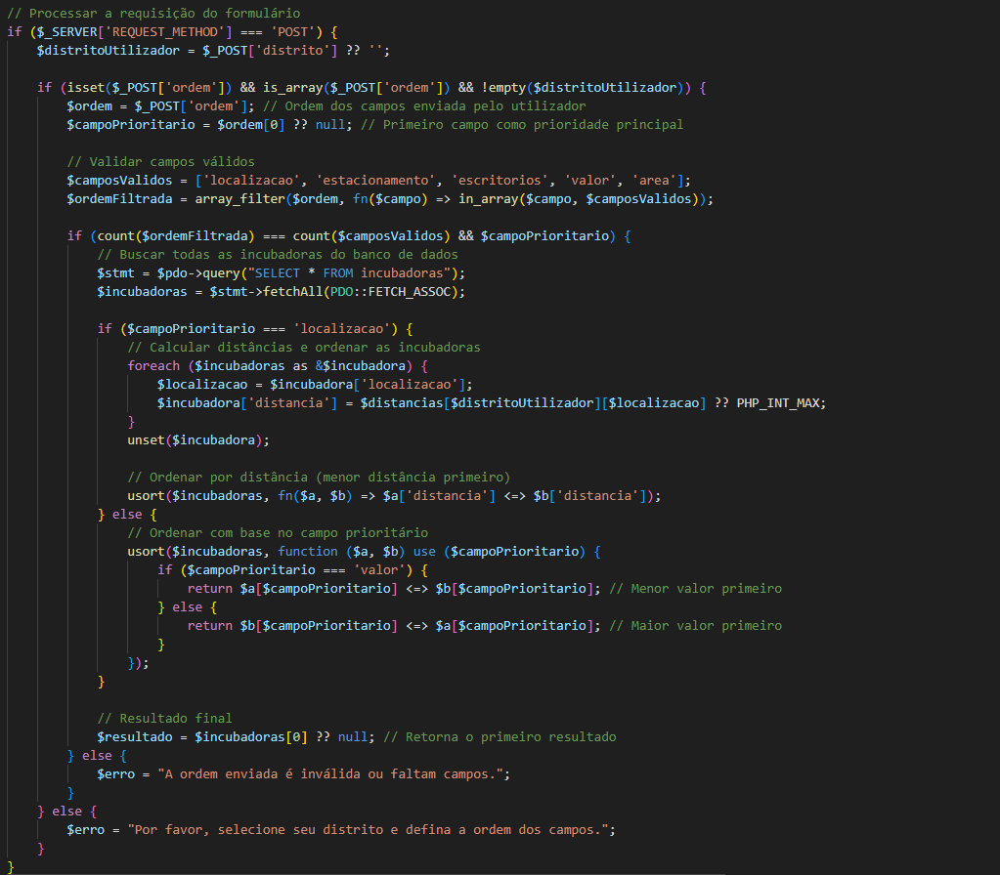 // Processar a requisição do formulário
if ($_SERVER['REQUEST_METHOD'] === 'POST') {
    $distritoUtilizador = $_POST['distrito'] ?? '';

    if (isset($_POST['ordem']) && is_array($_POST['ordem']) && !empty($distritoUtilizador)) {
        $ordem = $_POST['ordem']; // Ordem dos campos enviada pelo utilizador
        $campoPrioritario = $ordem[0] ?? null; // Primeiro campo como prioridade principal

        // Validar campos válidos
        $camposValidos = ['localizacao', 'estacionamento', 'escritorios', 'valor', 'area'];
        $ordemFiltrada = array_filter($ordem, fn($campo) => in_array($campo, $camposValidos));

        if (count($ordemFiltrada) === count($camposValidos) && $campoPrioritario) {
            // Buscar todas as incubadoras do banco de dados
            $stmt = $pdo->query("SELECT * FROM incubadoras");
            $incubadoras = $stmt->fetchAll(PDO::FETCH_ASSOC);

            if ($campoPrioritario === 'localizacao') {
                // Calcular distâncias e ordenar as incubadoras
                foreach ($incubadoras as &$incubadora) {
                    $localizacao = $incubadora['localizacao'];
                    $incubadora['distancia'] = $distancias[$distritoUtilizador][$localizacao] ?? PHP_INT_MAX;
                }
                unset($incubadora);

                // Ordenar por distância (menor distância primeiro)
                usort($incubadoras, fn($a, $b) => $a['distancia'] <=> $b['distancia']);
            } else {
                // Ordenar com base no campo prioritário
                usort($incubadoras, function ($a, $b) use ($campoPrioritario) {
                    if ($campoPrioritario === 'valor') {
                        return $a[$campoPrioritario] <=> $b[$campoPrioritario]; // Menor valor primeiro
                    } else {
                        return $b[$campoPrioritario] <=> $a[$campoPrioritario]; // Maior valor primeiro
                    }
                });
            }

            // Resultado final
            $resultado = $incubadoras[0] ?? null; // Retorna o primeiro resultado
        } else {
            $erro = "A ordem enviada é inválida ou faltam campos.";
        }
    } else {
        $erro = "Por favor, selecione seu distrito e defina a ordem dos campos.";
    }
}